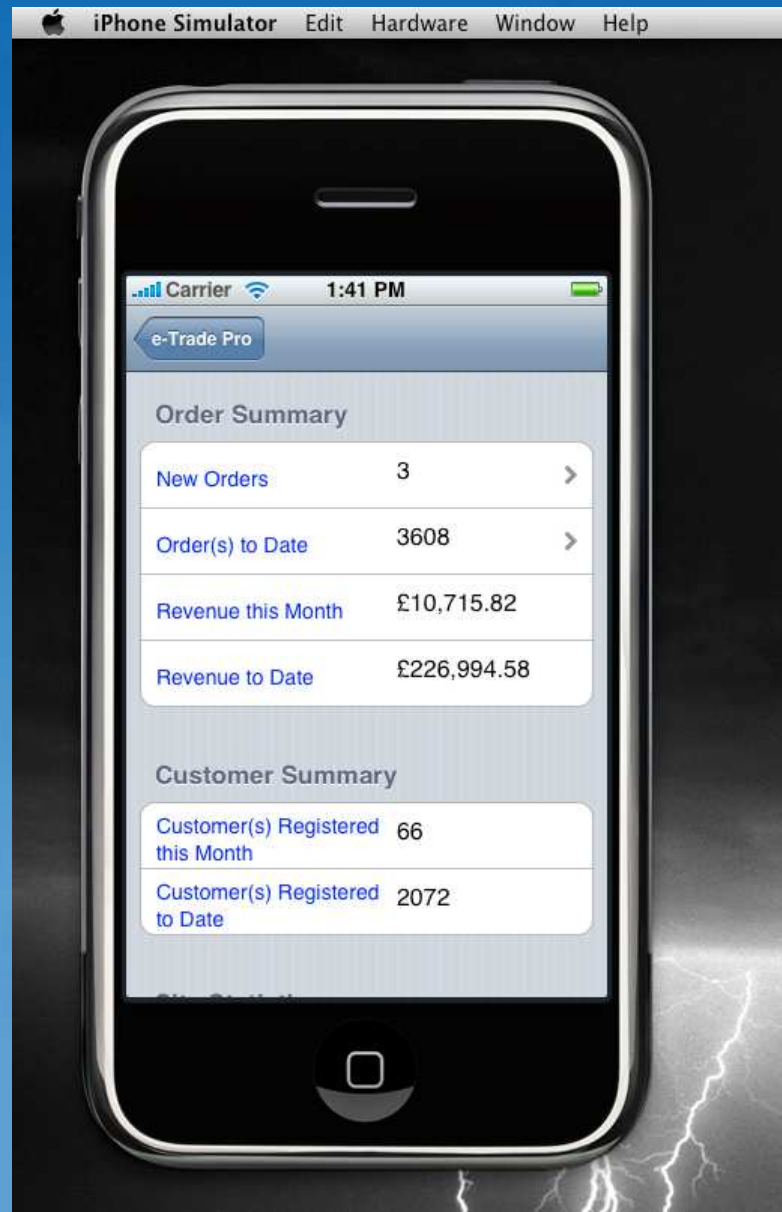 iPhone Simulator Edit Hardware Window Help
Carrier 1:41 PM
e-Trade Pro
Order Summary
New Orders 3
Order(s) to Date 3608
Revenue this Month £10,715.82
Revenue to Date £226,994.58
Customer Summary
Customer(s) Registered 66
this Month
Customer(s) Registered 2072
to Date